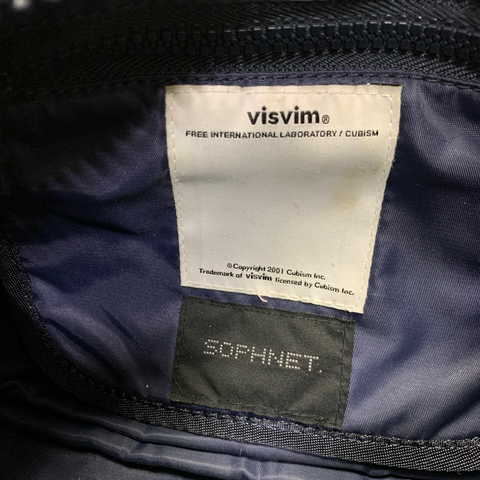 visvim®
FREE INTERNATIONAL LABORATORY / CUBISM
©Copyright 2001 Cubism Inc.
Trademark of visvim licensed by Cubism Inc.
SOPHNET.